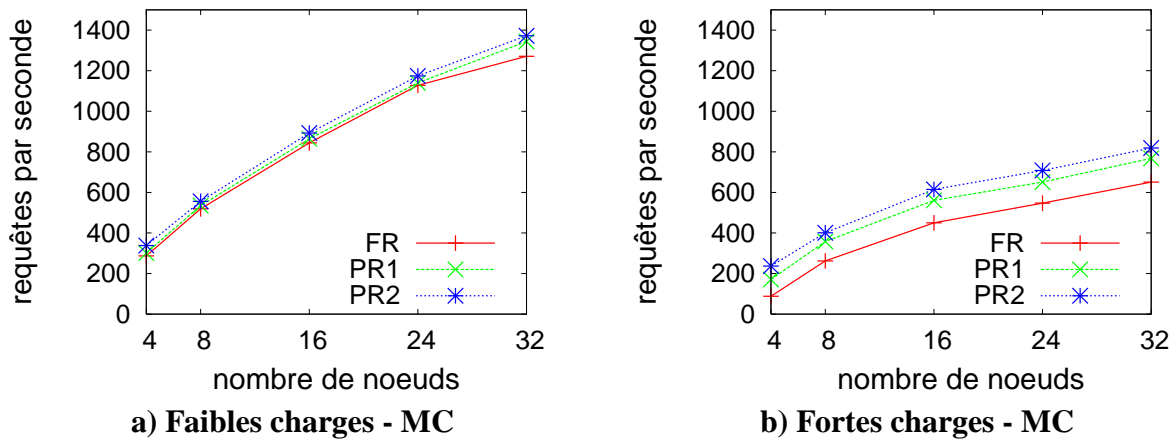 requêtes par seconde
1400
1200
1000
800
600
400
200
0
FR
PR1
PR2
4 8 16 24 32
nombre de noeuds
a) Faibles charges - MC
requêtes par seconde
1400
1200
1000
800
600
400
200
0
FR
PR1
PR2
4 8 16 24 32
nombre de noeuds
b) Fortes charges - MC